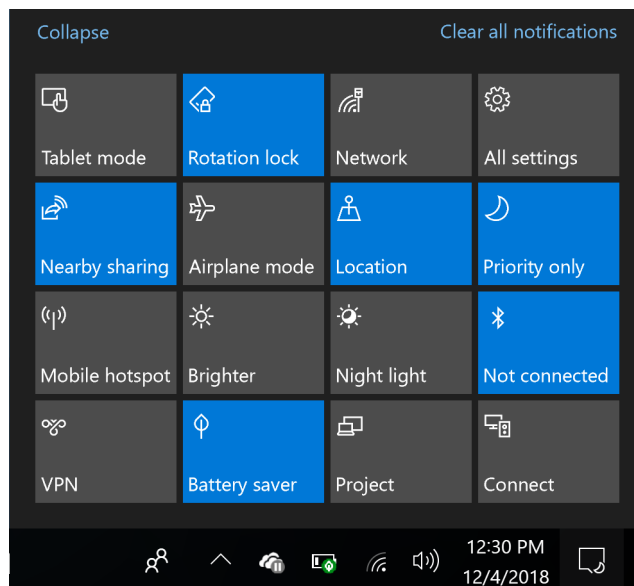 Collapse Clear all notifications
Tablet mode Rotation lock Network All settings
Nearby sharing Airplane mode Location Priority only
Mobile hotspot Brighter Night light Not connected
VPN Battery saver Project Connect
12:30 PM
12/4/2018